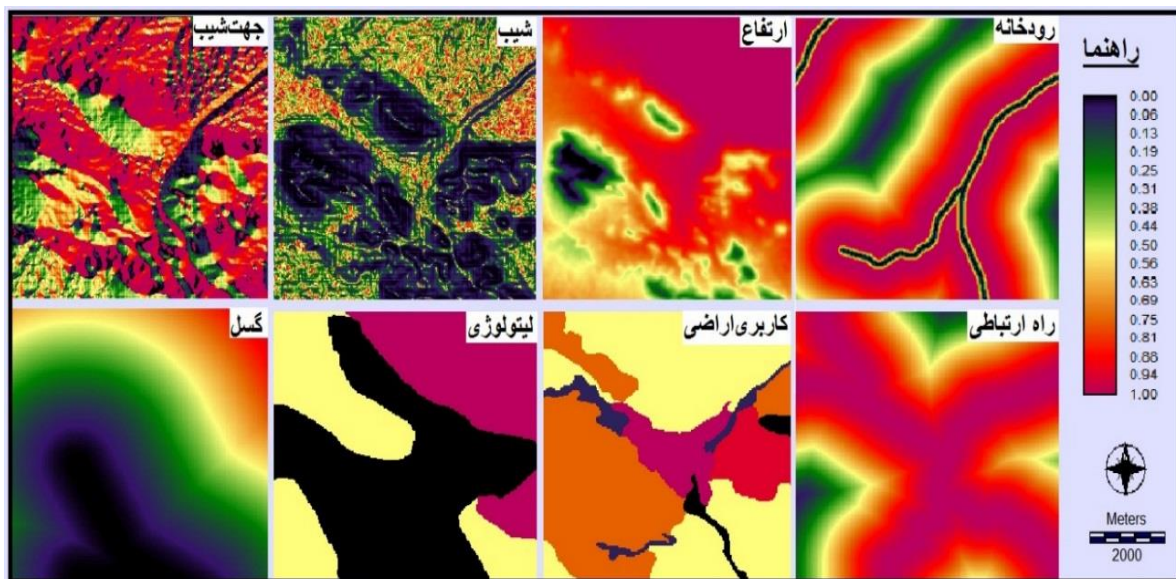 رودخانه
ارتفاع
شیب
جهت‌شیب
راه ارتباطی
کاربری‌اراضی
لیتولوژی
گسل
راهنما
0.00
0.06
0.13
0.19
0.25
0.31
0.38
0.44
0.50
0.56
0.63
0.69
0.75
0.81
0.88
0.94
1.00
Meters
2000